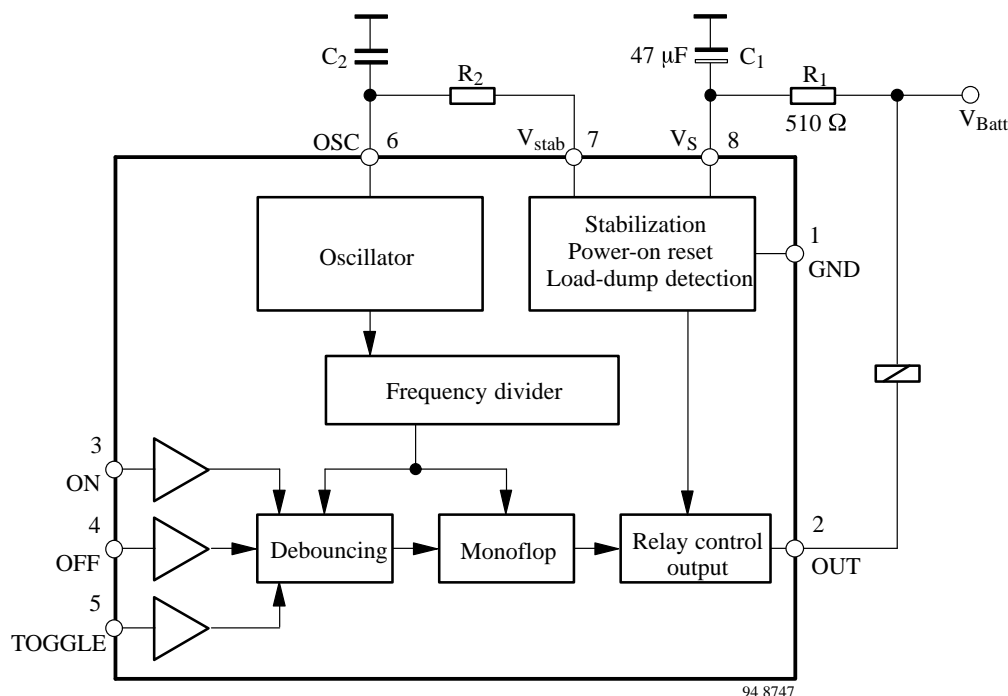 C2
R2
47 μF
C1
R1
510 Ω
VBatt
OSC
6
Vstab
7
VS
8
Oscillator
Stabilization
Power-on reset
Load-dump detection
1
GND
Frequency divider
3
ON
4
OFF
5
TOGGLE
Debouncing
Monoflop
Relay control
output
2
OUT
94 8747